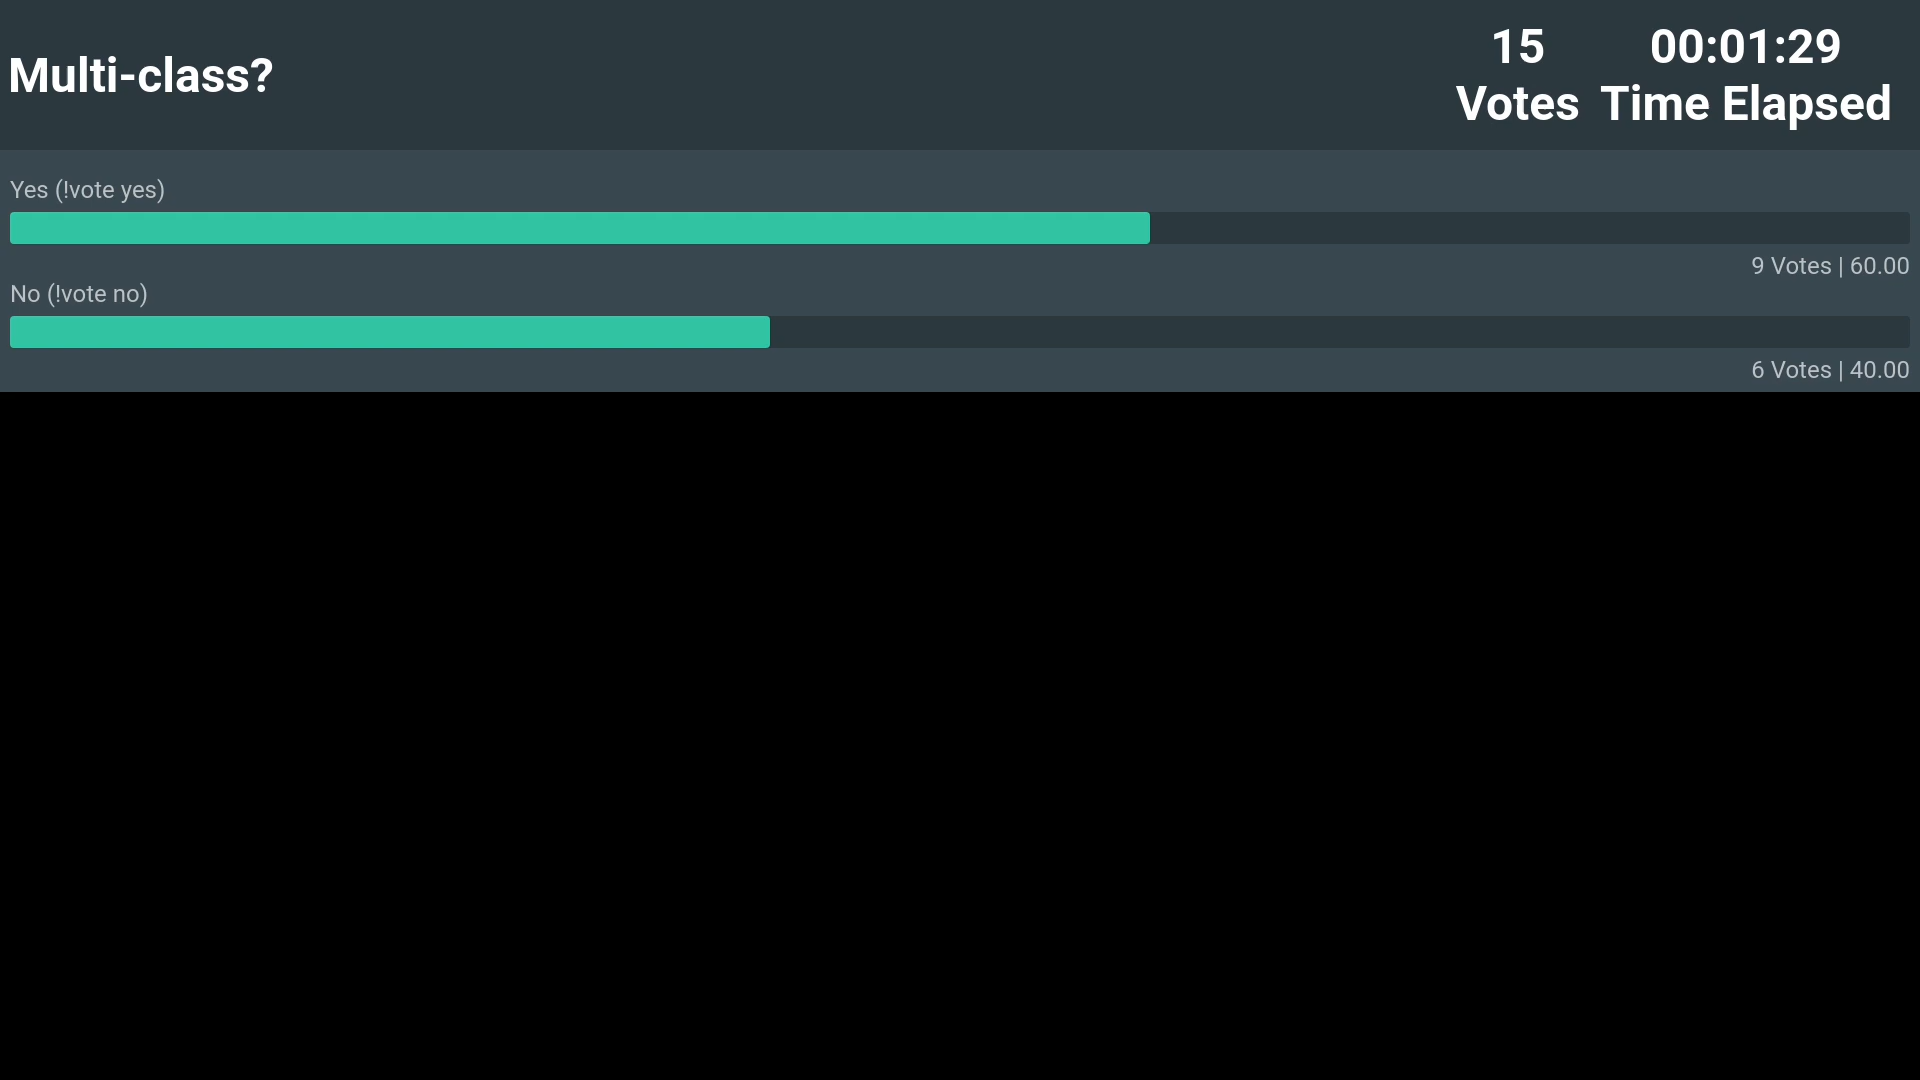 Multi-class?
15
Votes
00:01:29
Time Elapsed
Yes (!vote yes)
9 Votes | 60.00
No (!vote no)
6 Votes | 40.00